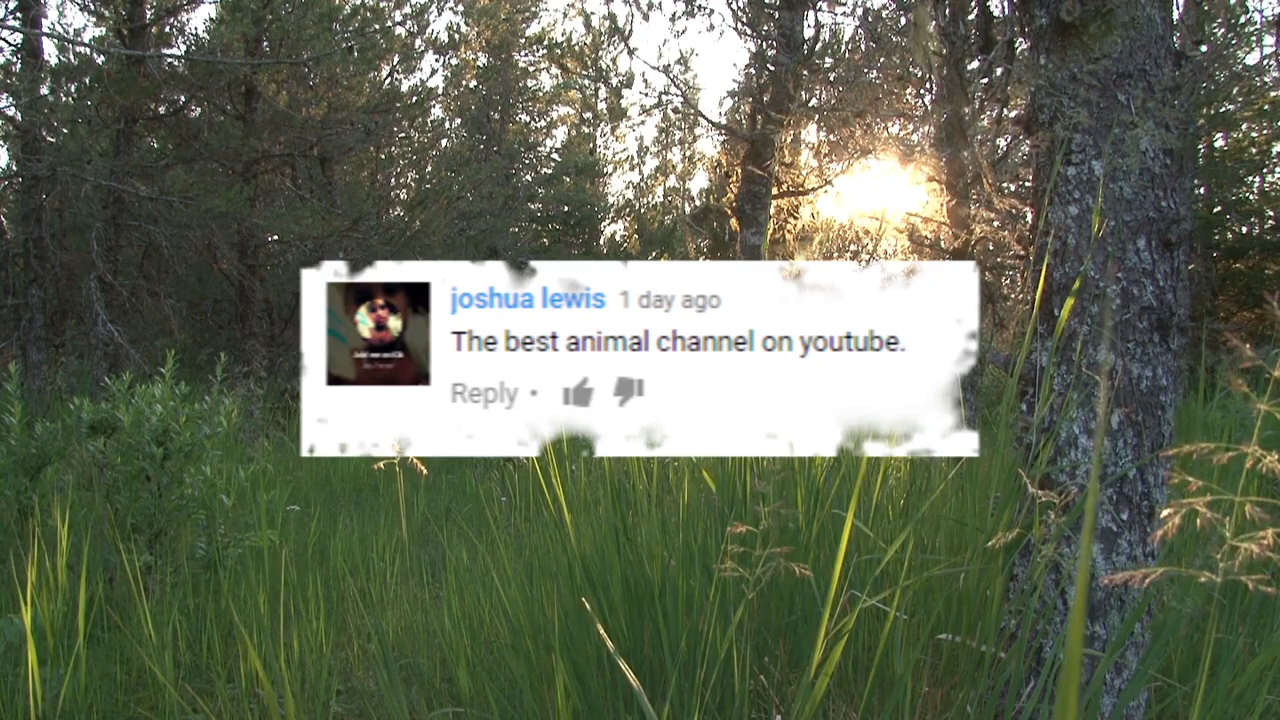 joshua lewis 1 day ago
The best animal channel on youtube.
Reply •